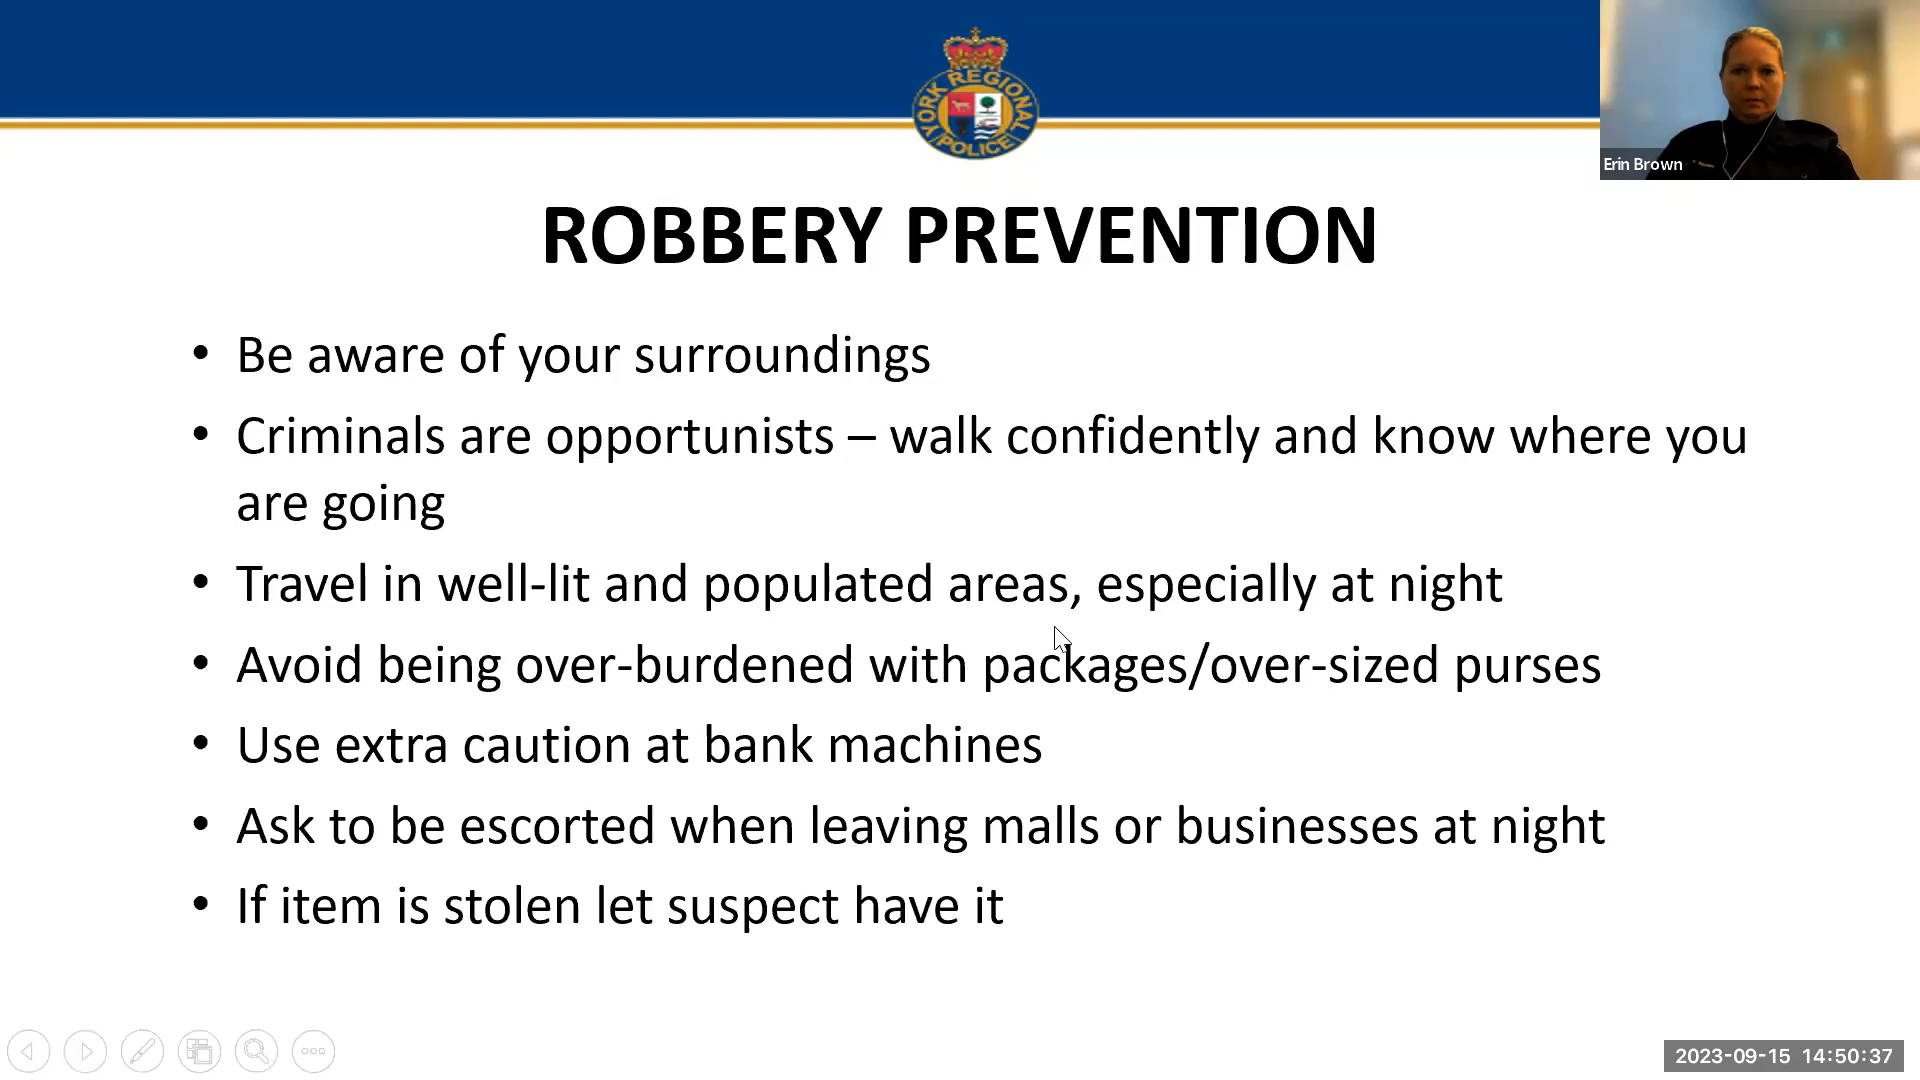 YORK REGIONAL
POLICE
Erin Brown
ROBBERY PREVENTION
• Be aware of your surroundings
• Criminals are opportunists – walk confidently and know where you
are going
• Travel in well-lit and populated areas, especially at night
• Avoid being over-burdened with packages/over-sized purses
• Use extra caution at bank machines
• Ask to be escorted when leaving malls or businesses at night
• If item is stolen let suspect have it
2023-09-15 14:50:37